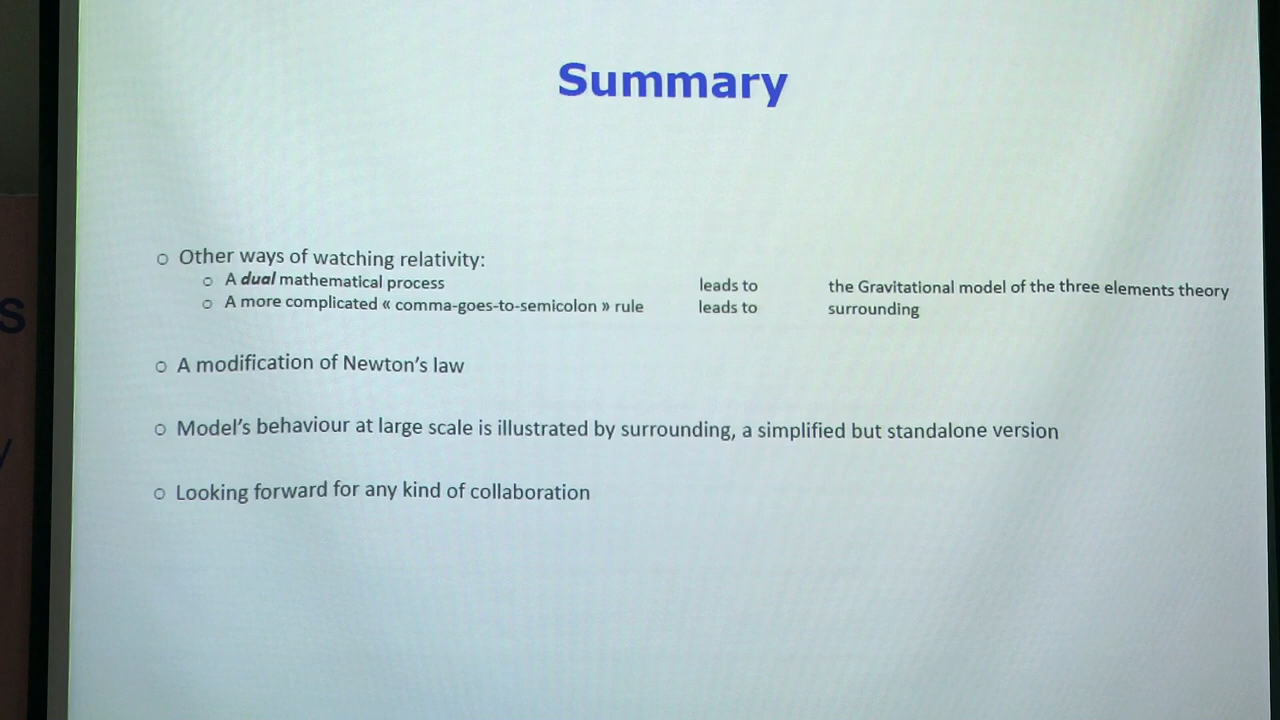 Summary
○ Other ways of watching relativity:
○ A dual mathematical process leads to the Gravitational model of the three elements theory
○ A more complicated « comma-goes-to-semicolon » rule leads to surrounding
○ A modification of Newton's law
○ Model's behaviour at large scale is illustrated by surrounding, a simplified but standalone version
○ Looking forward for any kind of collaboration